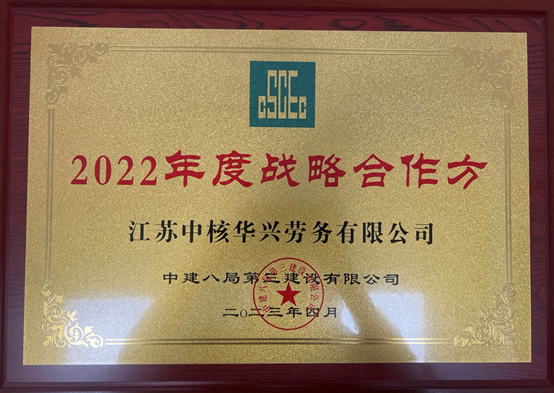 CSCEC
2022年度战略合作方
江苏中核华兴劳务有限公司
中建八局第三建设有限公司
二〇二三年四月